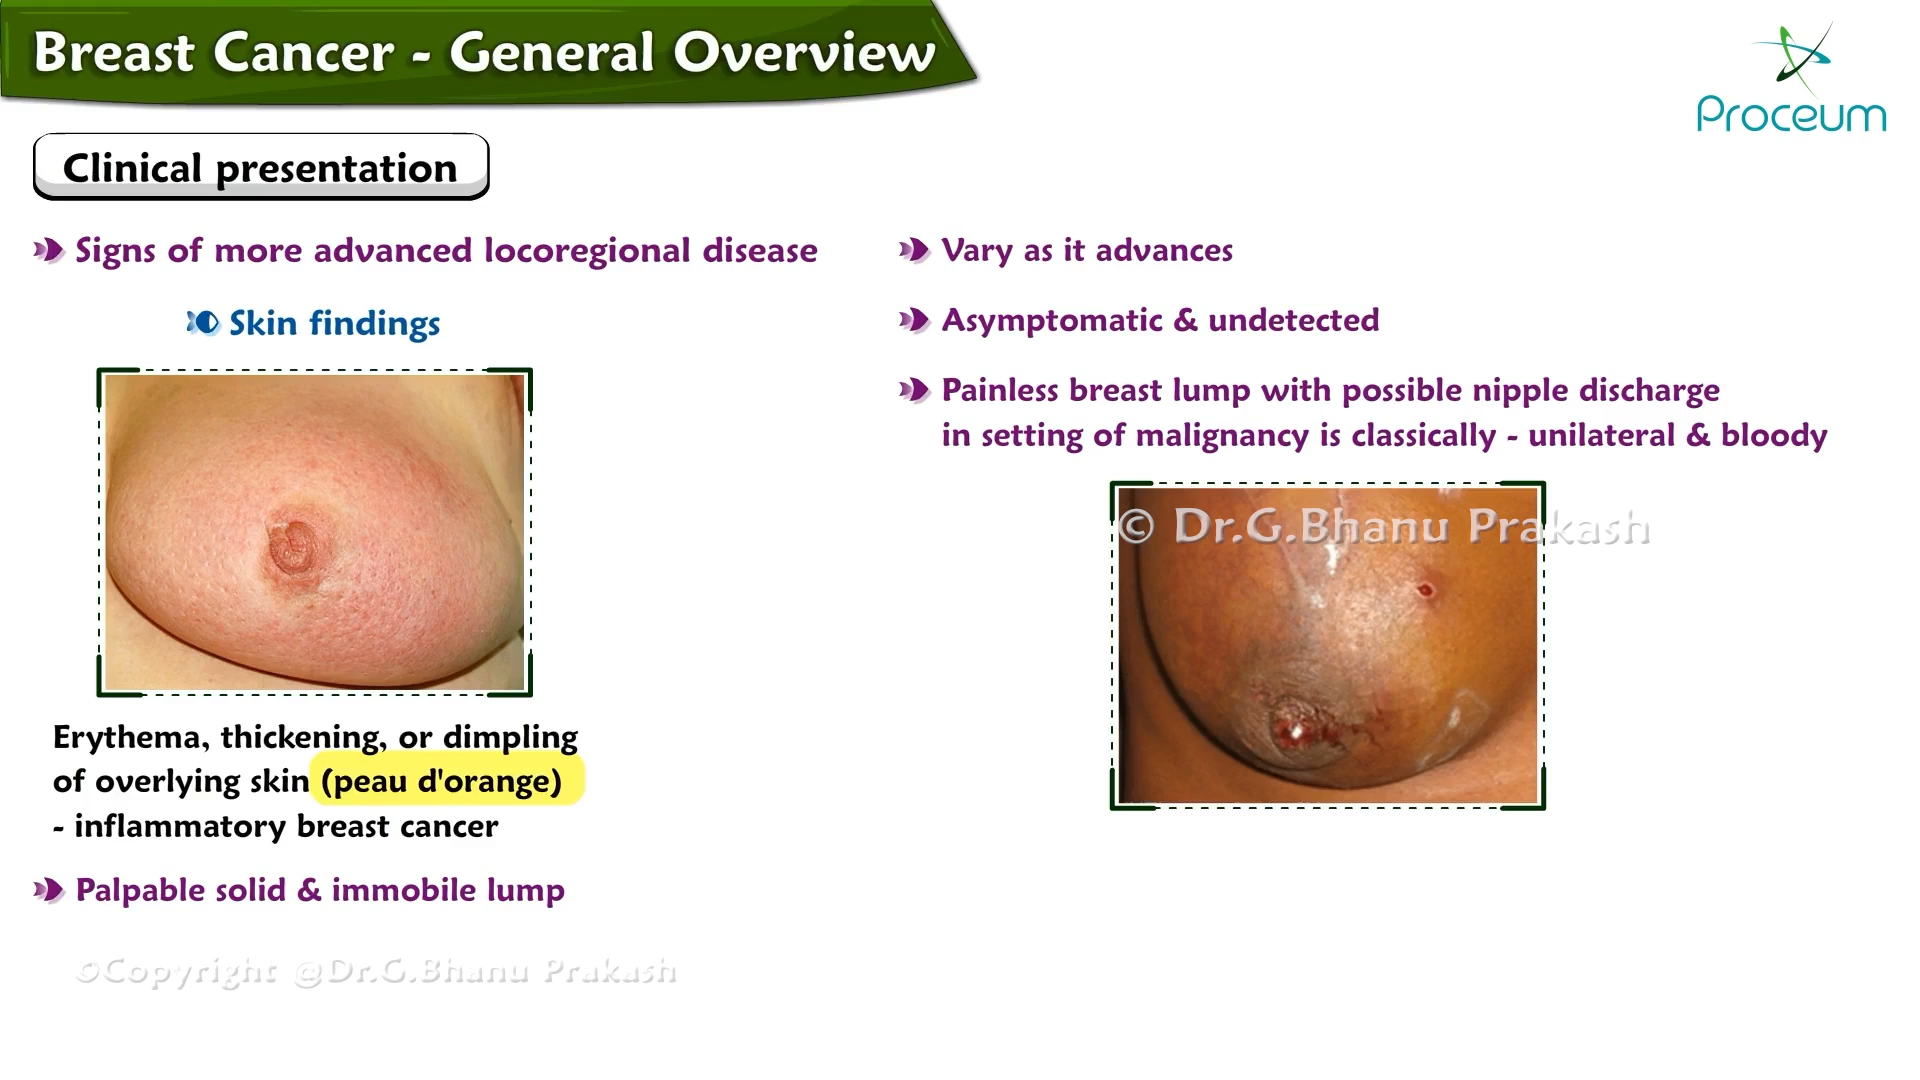 Breast Cancer - General Overview
Proceum
Clinical presentation
Signs of more advanced locoregional disease
Skin findings
Erythema, thickening, or dimpling
of overlying skin (peau d'orange)
- inflammatory breast cancer
Palpable solid & immobile lump
Vary as it advances
Asymptomatic & undetected
Painless breast lump with possible nipple discharge
in setting of malignancy is classically - unilateral & bloody
© Dr.G.Bhanu Prakash
©Copyright @Dr.G.Bhanu Prakash